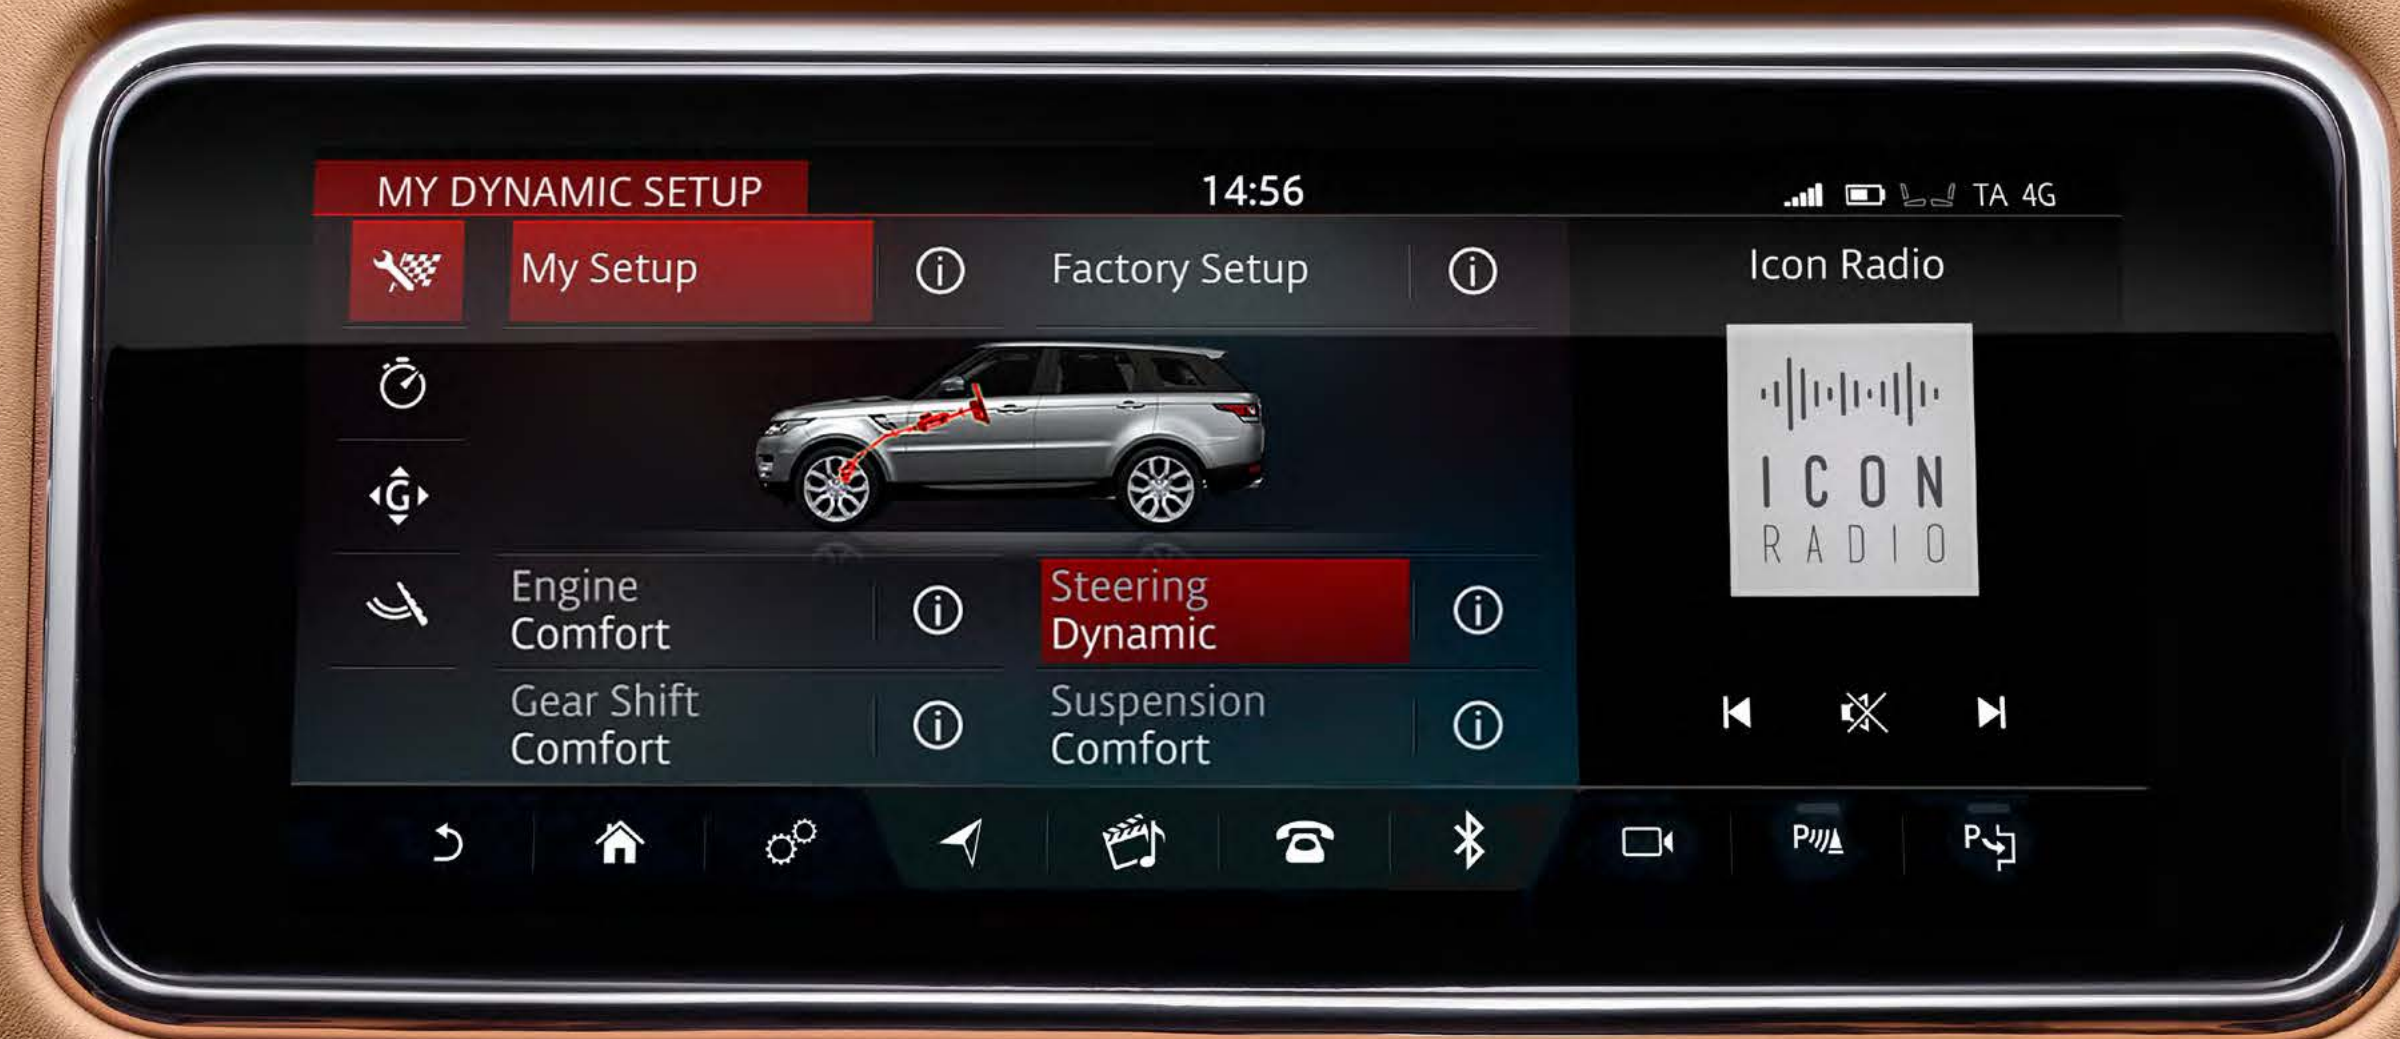 MY DYNAMIC SETUP
14:56
TA 4G
My Setup
Factory Setup
Icon Radio
ICON
RADIO
G
Engine
Comfort
Steering
Dynamic
Gear Shift
Comfort
Suspension
Comfort
P
P